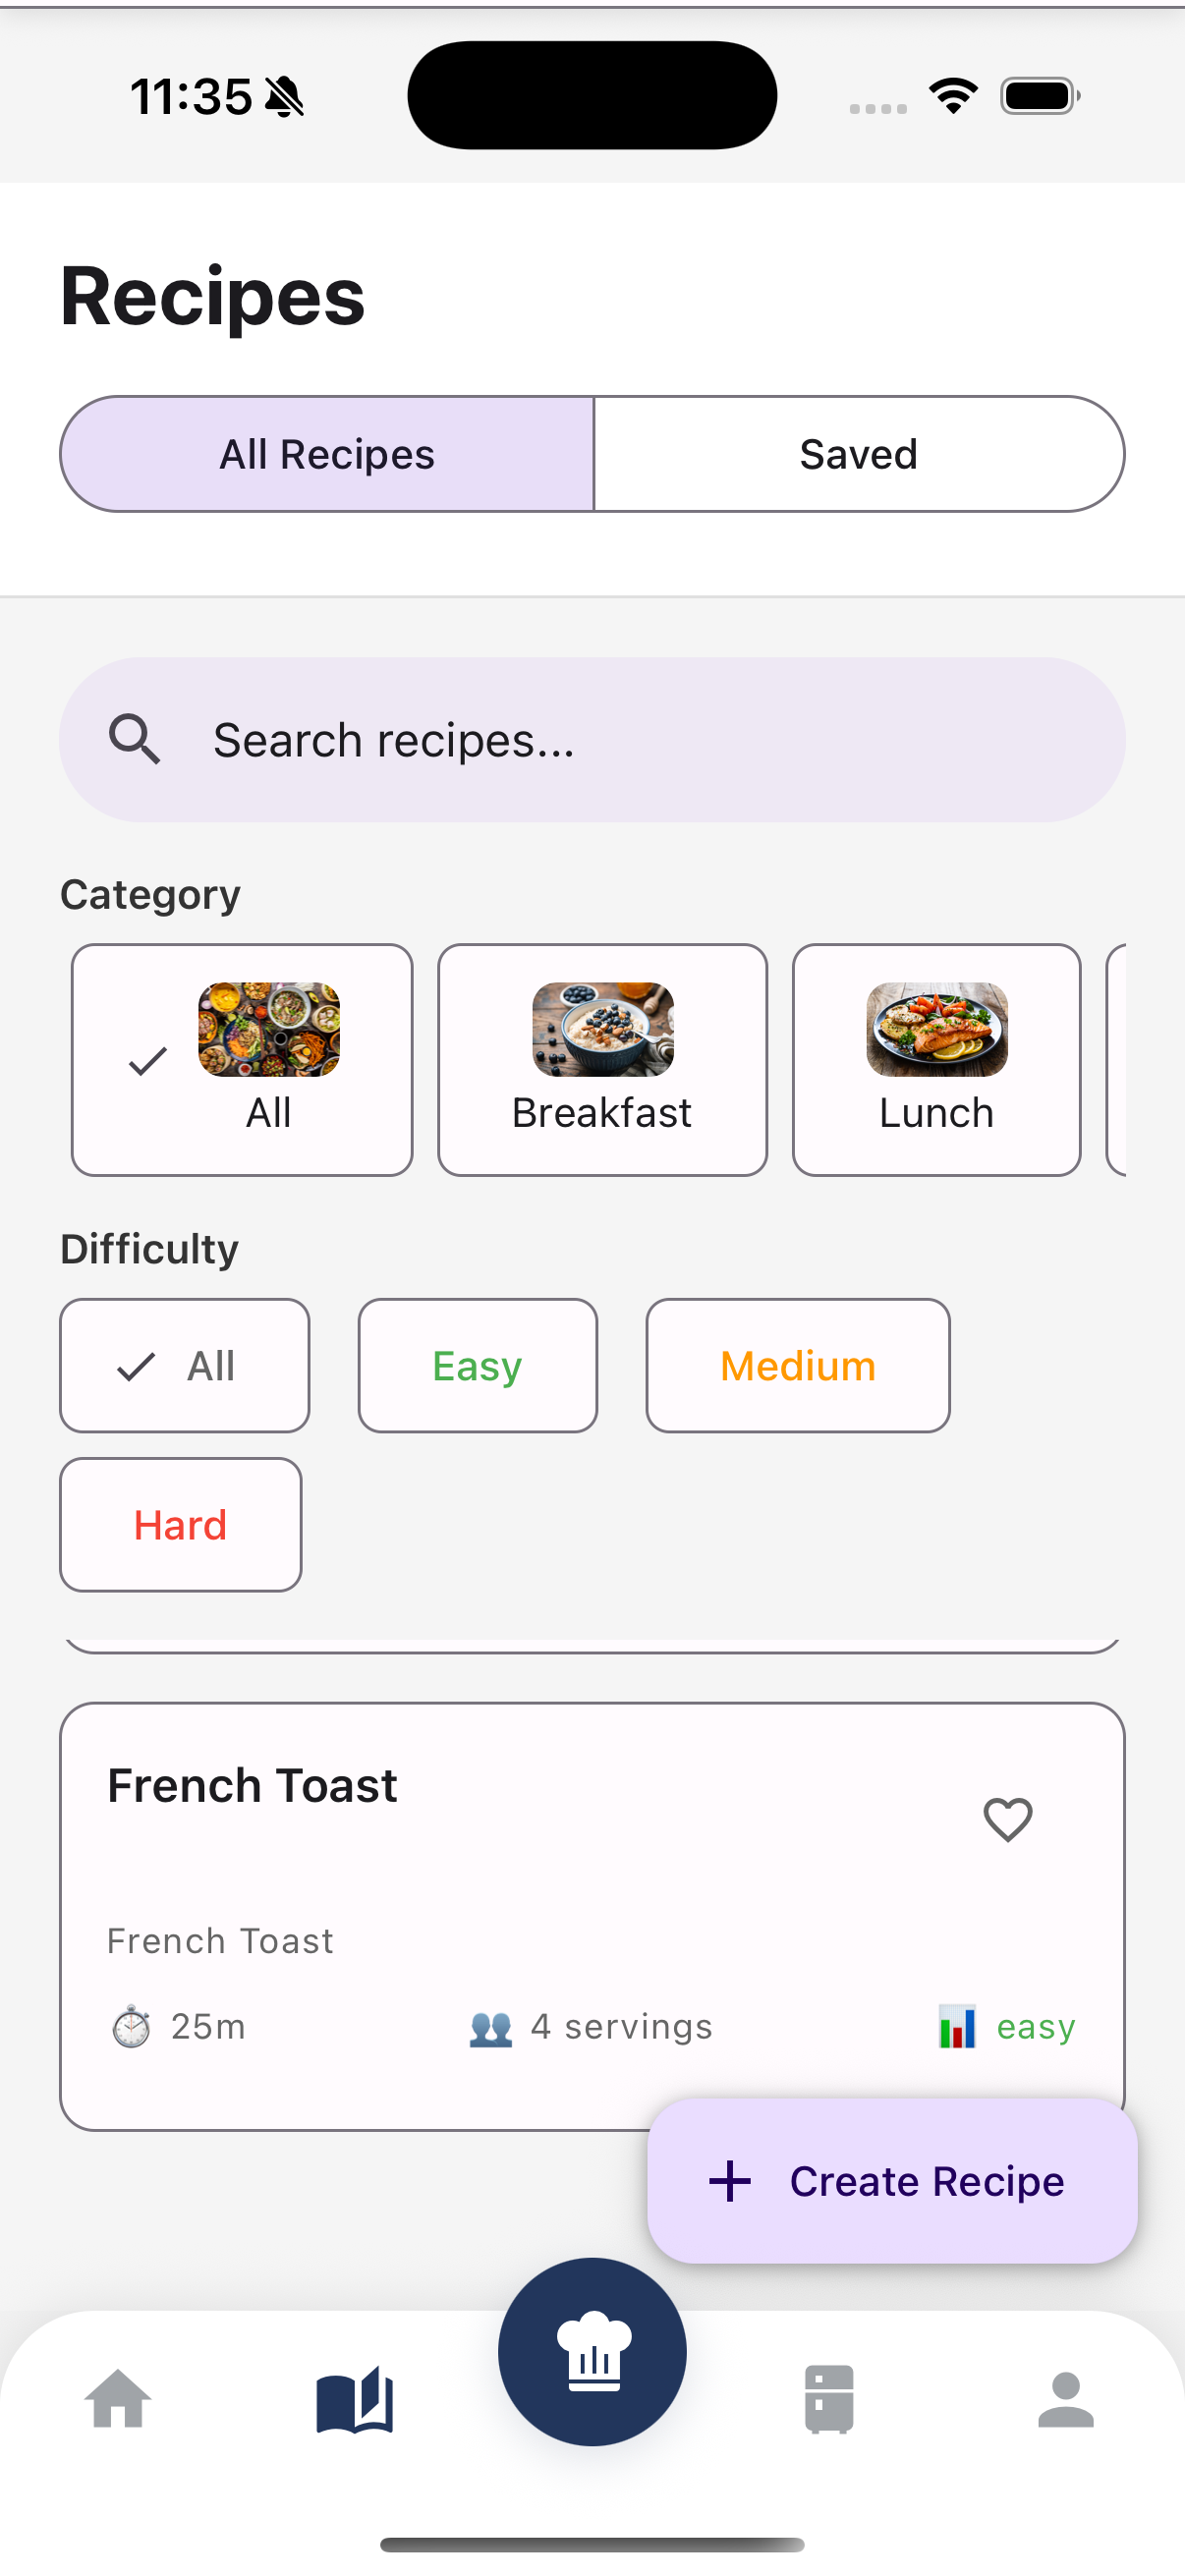 11:35
Recipes
All Recipes
Saved
Search recipes...
Category
All
Breakfast
Lunch
Difficulty
All
Easy
Medium
Hard
French Toast
French Toast
25m
4 servings
easy
Create Recipe